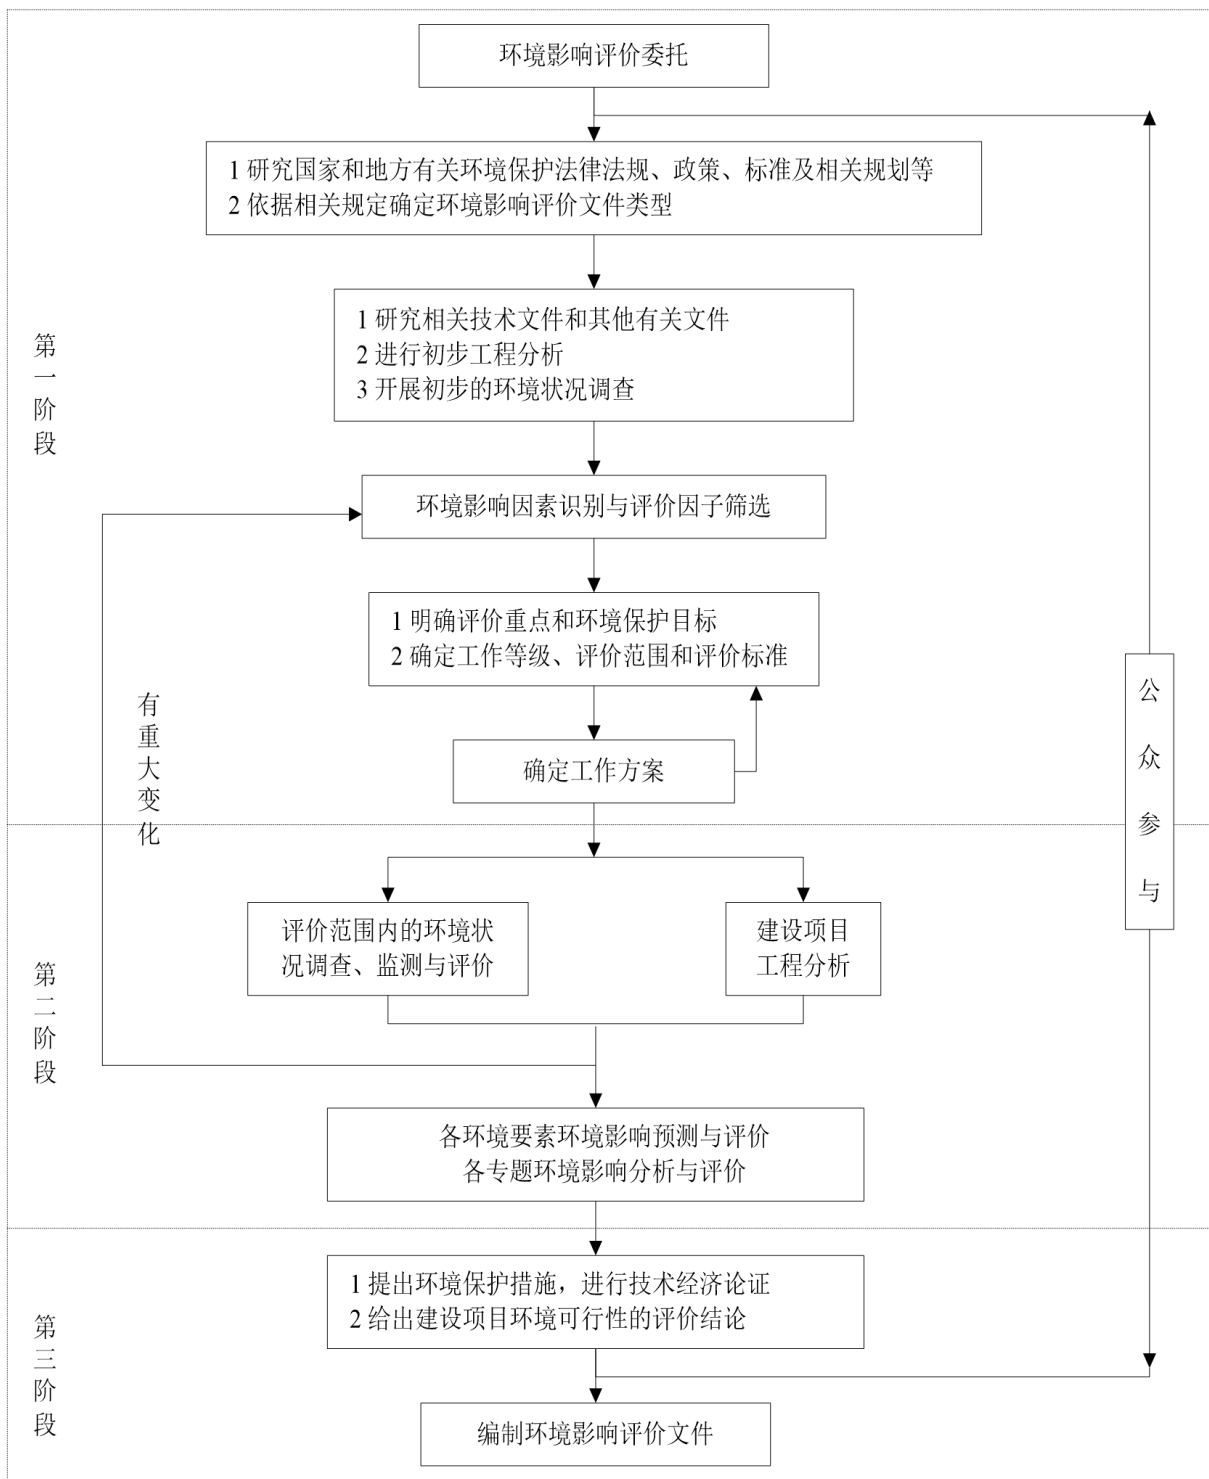 环境影响评价委托
1 研究国家和地方有关环境保护法律法规、政策、标准及相关规划等
2 依据相关规定确定环境影响评价文件类型
1 研究相关技术文件和其他有关文件
2 进行初步工程分析
3 开展初步的环境状况调查
第一阶段
环境影响因素识别与评价因子筛选
1 明确评价重点和环境保护目标
2 确定工作等级、评价范围和评价标准
有重大变化
公众参与
确定工作方案
评价范围内的环境状
况调查、监测与评价
建设项目
工程分析
第二阶段
各环境要素环境影响预测与评价
各专题环境影响分析与评价
1 提出环境保护措施，进行技术经济论证
2 给出建设项目环境可行性的评价结论
第三阶段
编制环境影响评价文件